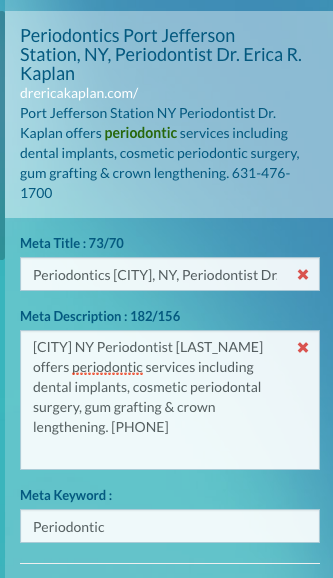 Periodontics Port Jefferson
Station, NY, Periodontist Dr. Erica R.
Kaplan
drericakaplan.com/
Port Jefferson Station NY Periodontist Dr.
Kaplan offers periodontic services including
dental implants, cosmetic periodontic surgery,
gum grafting & crown lengthening. 631-476-
1700
Meta Title : 73/70
Periodontics [CITY], NY, Periodontist Dr
Meta Description : 182/156
[CITY] NY Periodontist [LAST_NAME]
offers periodontic services including
dental implants, cosmetic periodontal
surgery, gum grafting & crown
lengthening. [PHONE]
Meta Keyword :
Periodontic